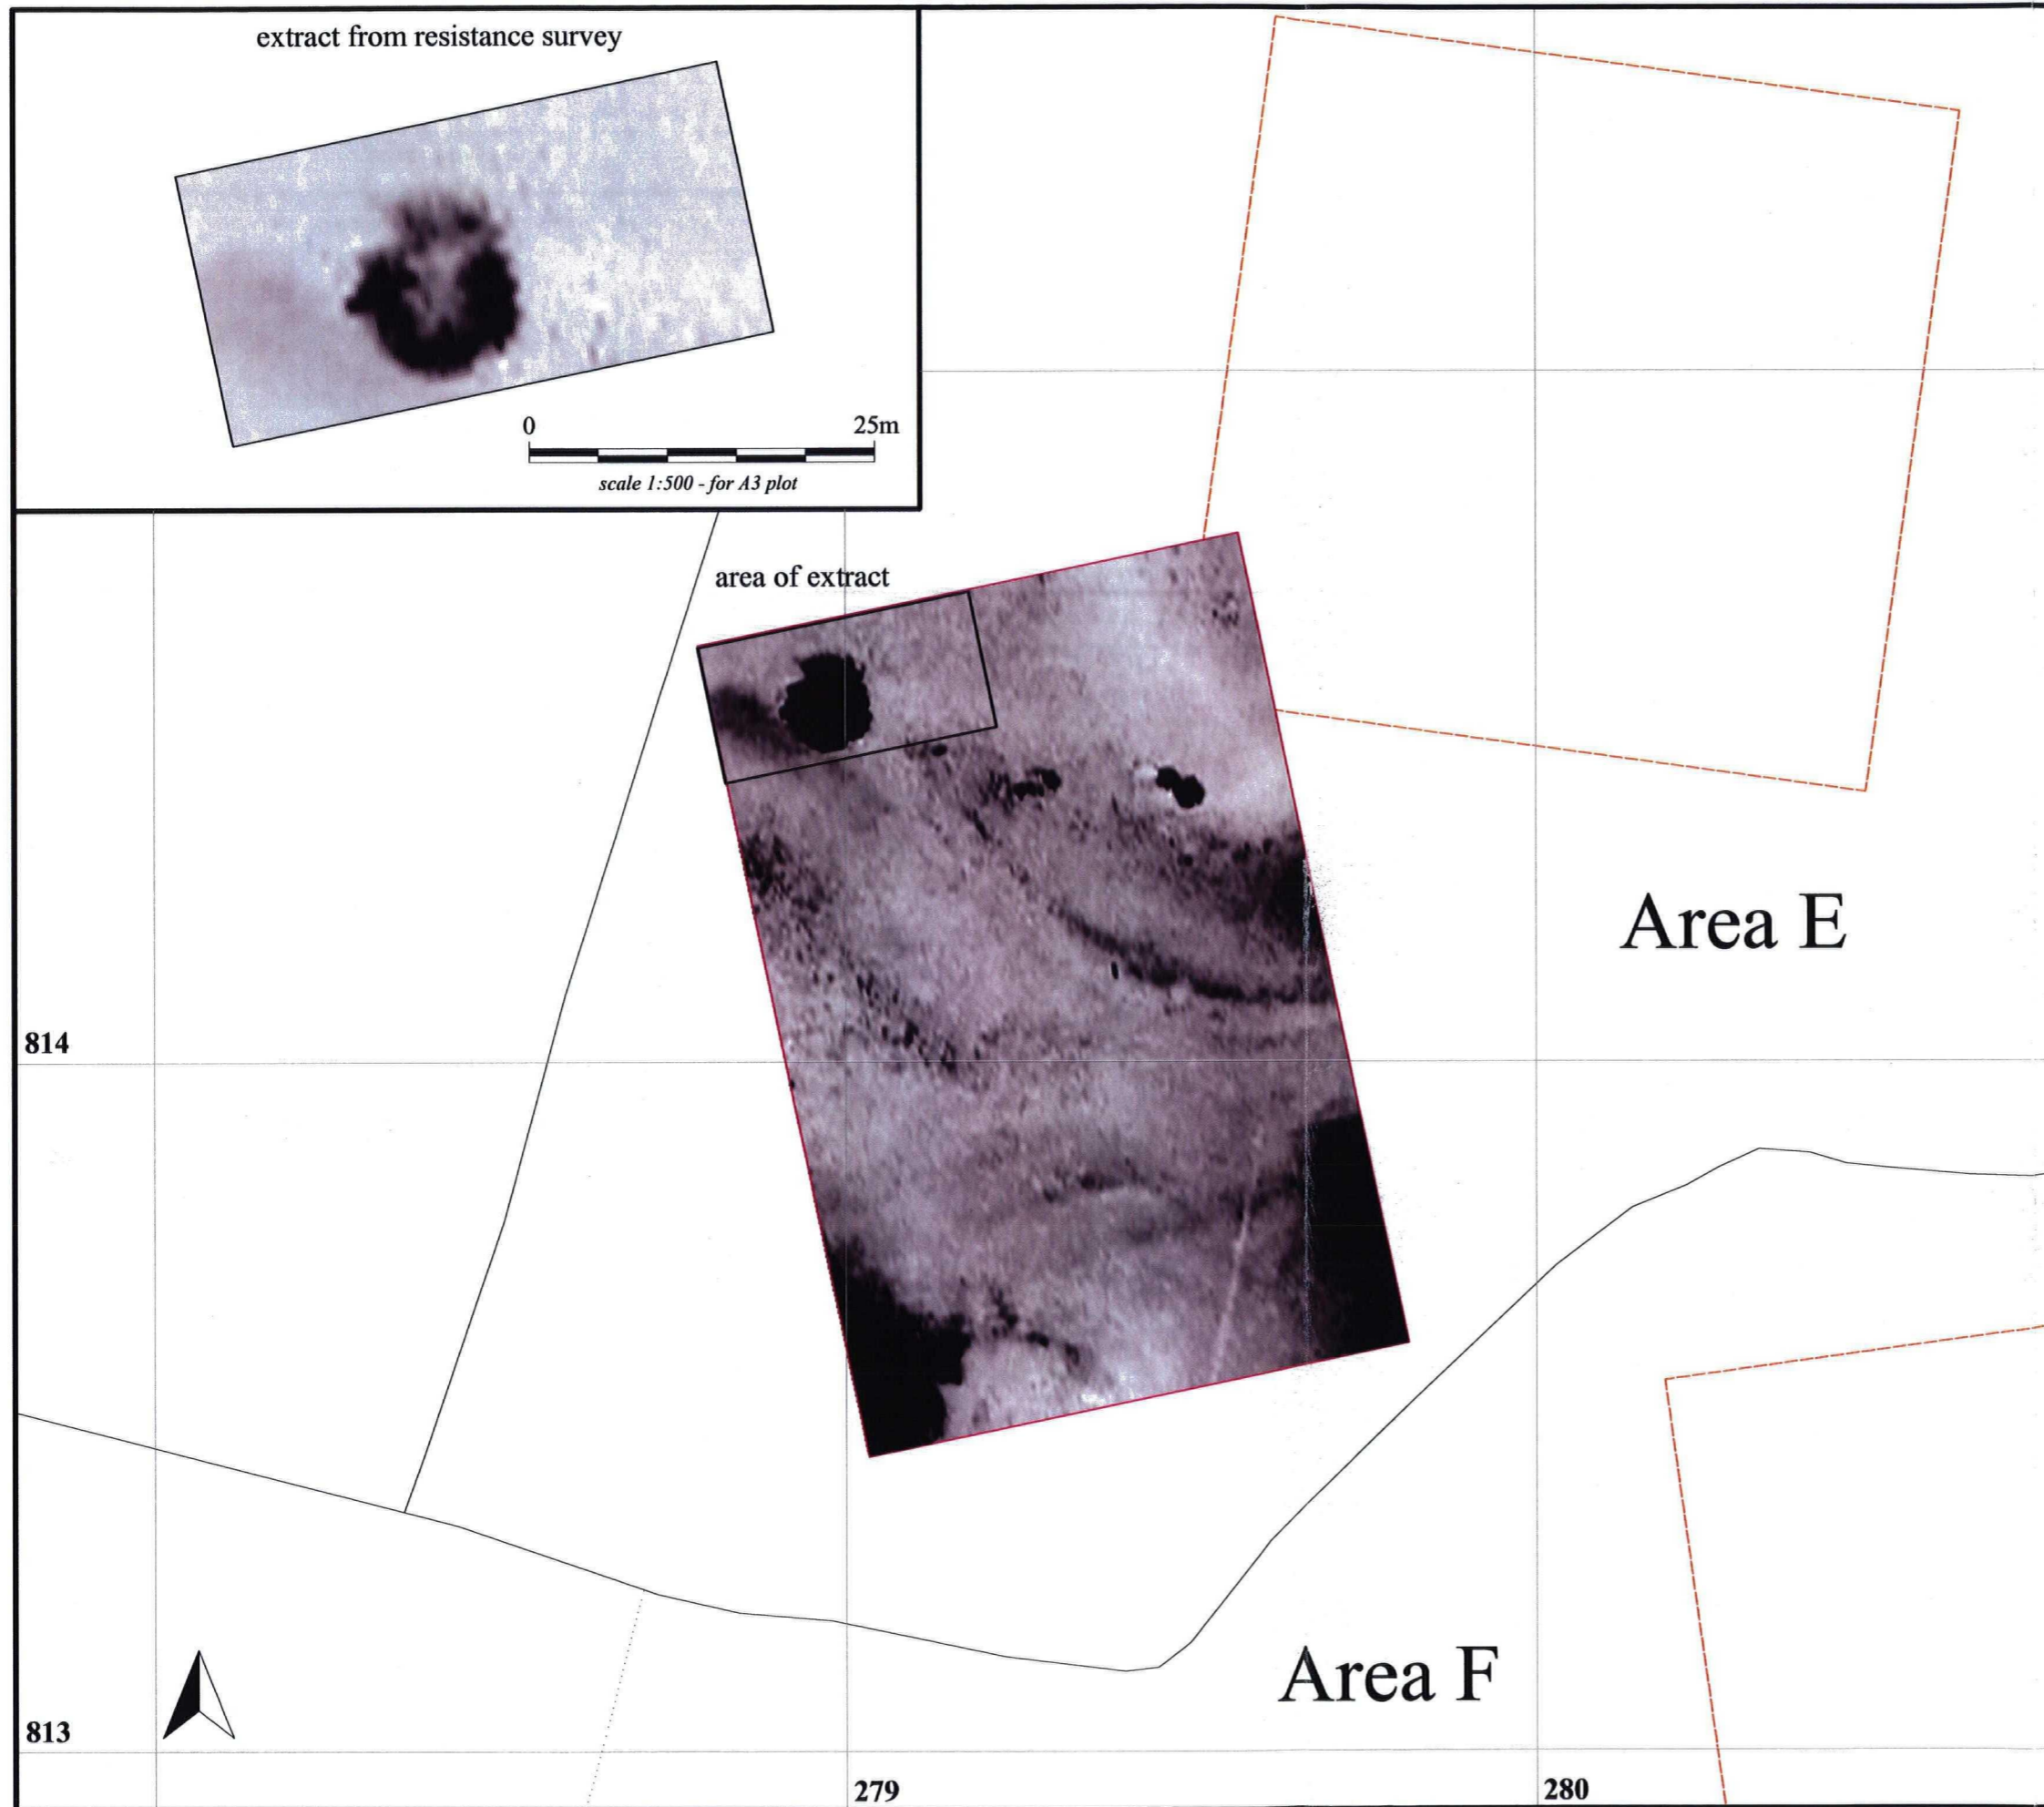 extract from resistance survey
0 25m
scale 1:500 - for A3 plot
area of extract
Area E
814
Area F
813
279 280